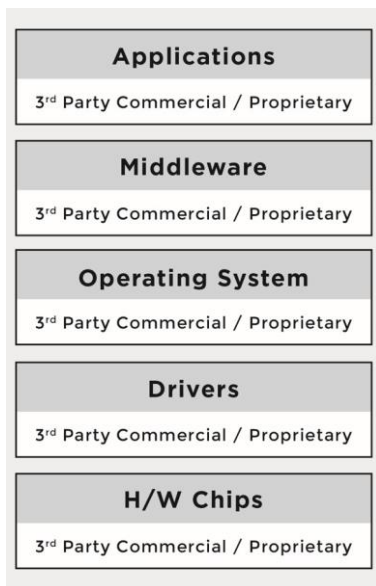 Applications
3rd Party Commercial / Proprietary
Middleware
3rd Party Commercial / Proprietary
Operating System
3rd Party Commercial / Proprietary
Drivers
3rd Party Commercial / Proprietary
H/W Chips
3rd Party Commercial / Proprietary